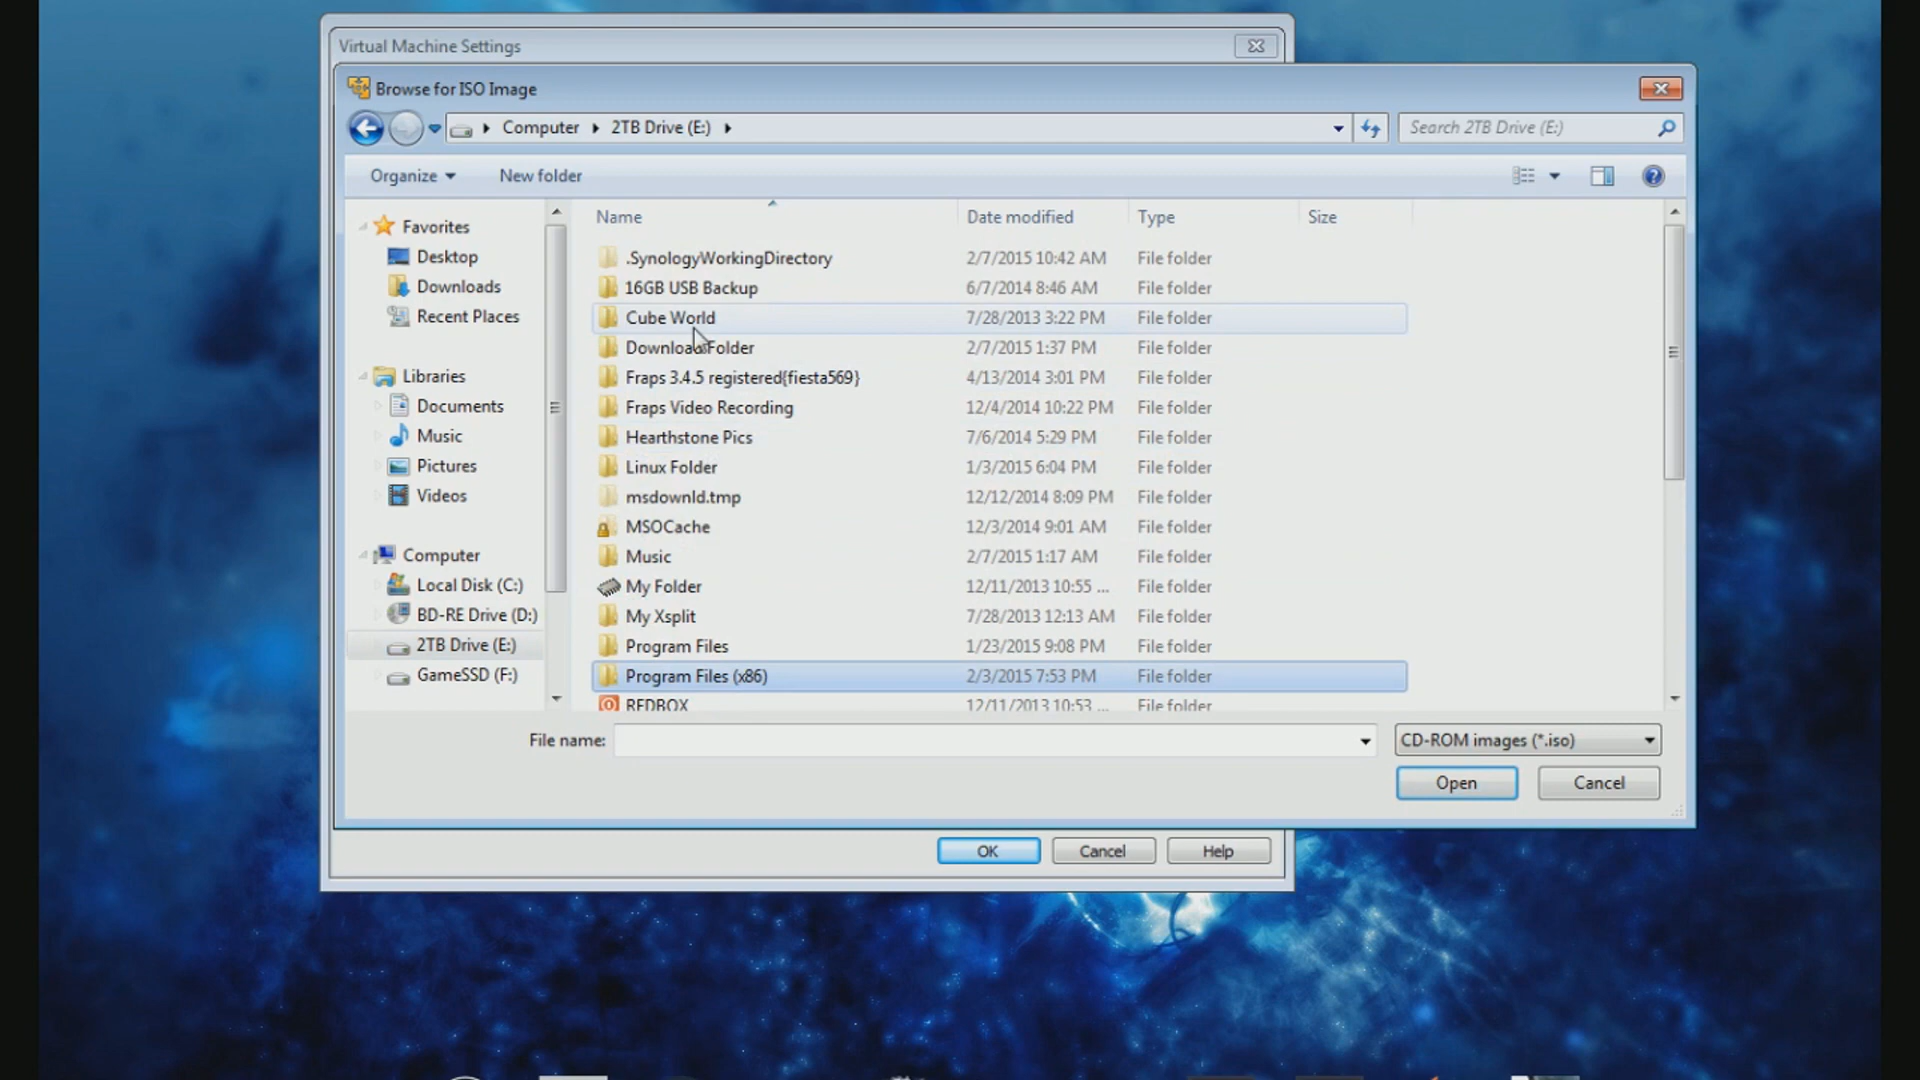 Virtual Machine Settings
Browse for ISO Image
Computer 2TB Drive (E:) Search 2TB Drive (E:)
Organize New folder
Name Date modified Type Size
Favorites
Desktop
Downloads
Recent Places
Libraries
Documents
Music
Pictures
Videos
Computer
Local Disk (C:)
BD-RE Drive (D:)
2TB Drive (E:)
GameSSD (F:)
.SynologyWorkingDirectory 2/7/2015 10:42 AM File folder
16GB USB Backup 6/7/2014 8:46 AM File folder
Cube World 7/28/2013 3:22 PM File folder
Download Folder 2/7/2015 1:37 PM File folder
Fraps 3.4.5 registered{fiesta569} 4/13/2014 3:01 PM File folder
Fraps Video Recording 12/4/2014 10:22 PM File folder
Hearthstone Pics 7/6/2014 5:29 PM File folder
Linux Folder 1/3/2015 6:04 PM File folder
msdownld.tmp 12/12/2014 8:09 PM File folder
MSOCache 12/3/2014 9:01 AM File folder
Music 2/7/2015 1:17 AM File folder
My Folder 12/11/2013 10:55 ... File folder
My Xsplit 7/28/2013 12:13 AM File folder
Program Files 1/23/2015 9:08 PM File folder
Program Files (x86) 2/3/2015 7:53 PM File folder
REDBOX 12/11/2013 10:53 ... File folder
File name: CD-ROM images (*.iso)
Open Cancel
OK Cancel Help